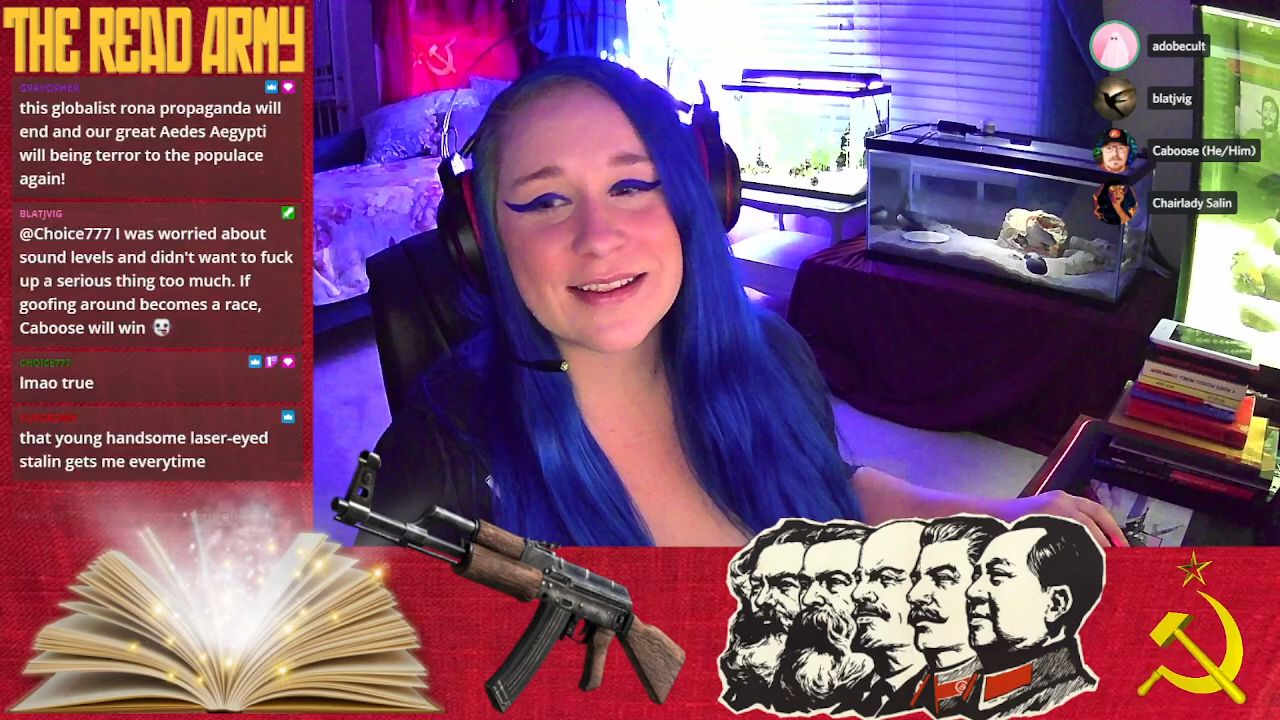 THE READ ARMY
GRAYCIPHER
this globalist rona propaganda will
end and our great Aedes Aegypti
will being terror to the populace
again!
BLATJVIG
@Choice777 I was worried about
sound levels and didn't want to fuck
up a serious thing too much. If
goofing around becomes a race,
Caboose will win
CHOICE777
lmao true
that young handsome laser-eyed
stalin gets me everytime
adobecult
blatjvig
Caboose (He/Him)
Chairlady Salin